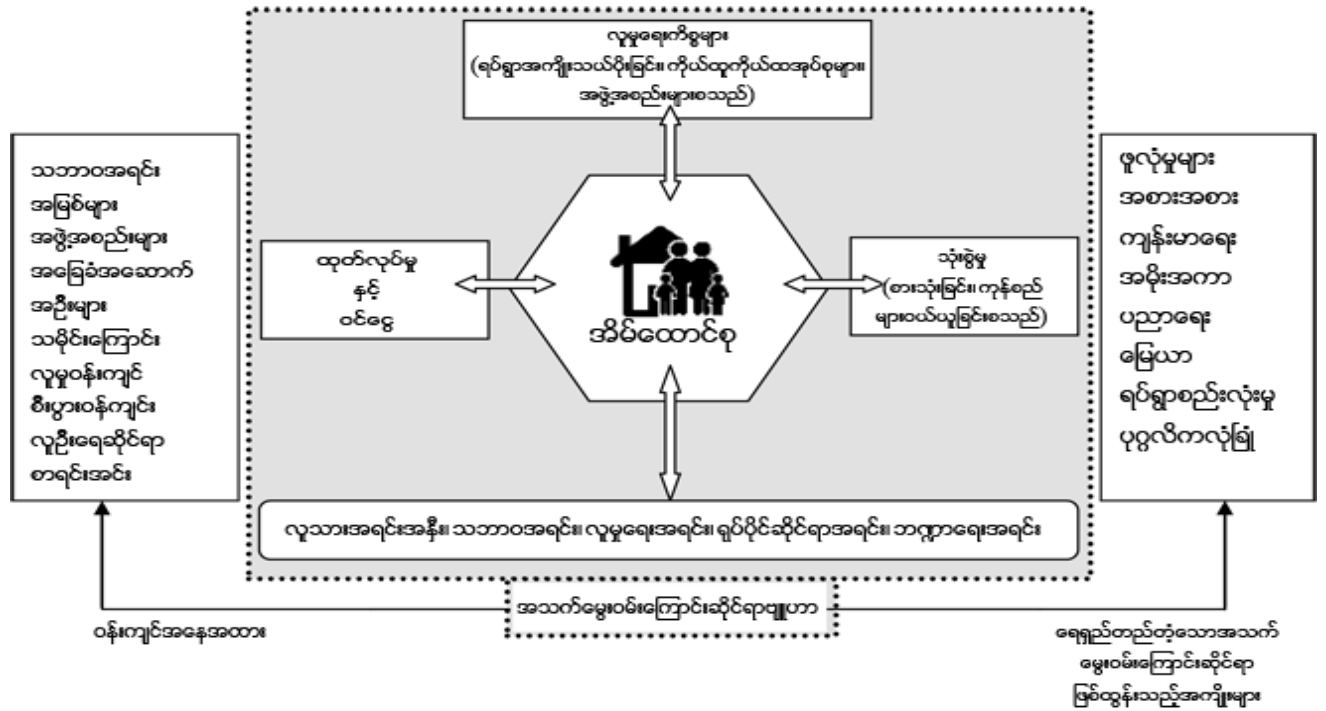 လူမှုရေးကိစ္စများ
(ရပ်ရွာအကျိုးသယ်ပိုးခြင်း၊ ကိုယ်ထူကိုယ်ထအုပ်စုများ၊
အဖွဲ့အစည်းများစသည်)
သဘာဝအရင်း
အမြစ်များ
အဖွဲ့အစည်းများ
အခြေခံအဆောက်
အဦးများ
သမိုင်းကြောင်း
လူမှုဝန်းကျင်
စီးပွားဝန်ကျင်း
လူဦးရေဆိုင်ရာ
စာရင်းအင်း
ထုတ်လုပ်မှု
နှင့်
ဝင်ငွေ
အိမ်ထောင်စု
သုံးစွဲမှု
(စားသုံးခြင်း၊ ကုန်စည်
များဝယ်ယူခြင်းစသည်)
ဖူလုံမှုများ
အစားအစား
ကျန်းမာရေး
အမိုးအကာ
ပညာရေး
မြေယာ
ရပ်ရွာစည်းလုံးမှု
ပုဂ္ဂလိကလုံခြုံ
လူသားအရင်းအနှီး၊ သဘာဝအရင်း၊ လူမှုရေးအရင်း၊ ရုပ်ပိုင်ဆိုင်ရာအရင်း၊ ဘဏ္ဍာရေးအရင်း
အသက်မွေးဝမ်းကြောင်းဆိုင်ရာဗျူဟာ
ဝန်းကျင်အနေအထား
ရေရှည်တည်တံ့သောအသက်
မွေးဝမ်းကြောင်းဆိုင်ရာ
ဖြစ်ထွန်းသည့်အကျိုးများ